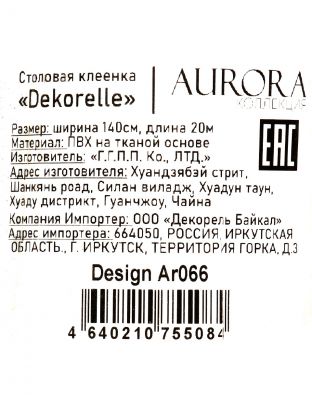 Столовая клеенка
«Dekorelle»
AURORA
КОЛЛЕКЦИЯ
EAC
Размер: ширина 140см, длина 20м
Материал: ПВХ на тканой основе
Изготовитель: «Г.Г.П.П. Ко., ЛТД.»
Адрес изготовителя: Хуандзябэй стрит,
Шанкянь роад, Силан виладж, Хуадун таун,
Хуаду дистрикт, Гуанчжоу, Чайна
Компания Импортер: ООО «Декорель Байкал»
Адрес импортера: 664050, РОССИЯ, ИРКУТСКАЯ
ОБЛАСТЬ., Г. ИРКУТСК, ТЕРРИТОРИЯ ГОРКА, Д.3
Design Ar066
4 640210 755084